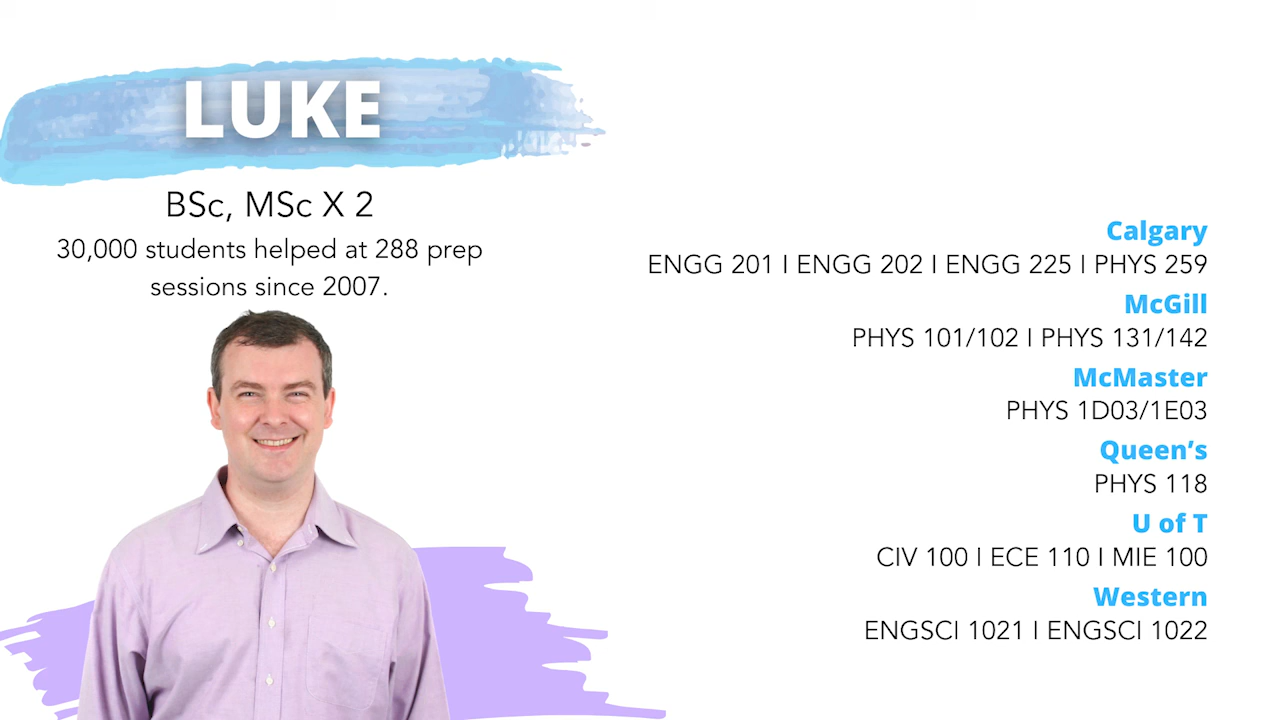 LUKE
BSc, MSc X 2
30,000 students helped at 288 prep
sessions since 2007.
Calgary
ENGG 201 I ENGG 202 I ENGG 225 | PHYS 259
McGill
PHYS 101/102 I PHYS 131/142
McMaster
PHYS 1D03/1E03
Queen’s
PHYS 118
U of T
CIV 100 I ECE 110 I MIE 100
Western
ENGSCI 1021 I ENGSCI 1022